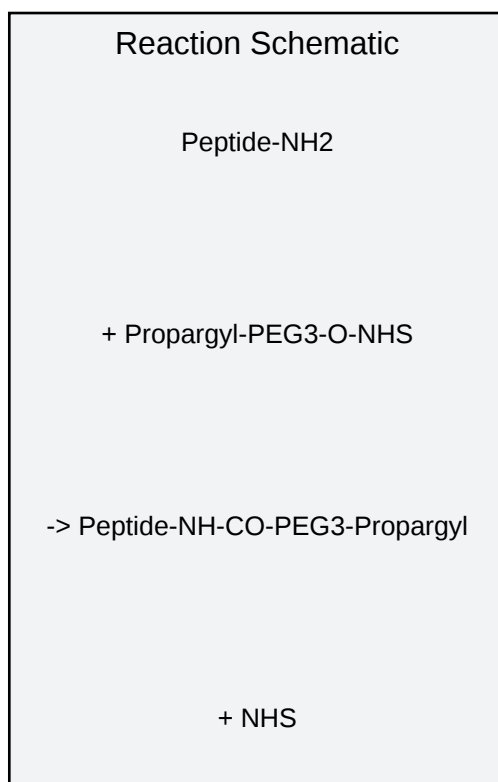 Reaction Schematic
Peptide-NH2
+ Propargyl-PEG3-O-NHS
-> Peptide-NH-CO-PEG3-Propargyl
+ NHS